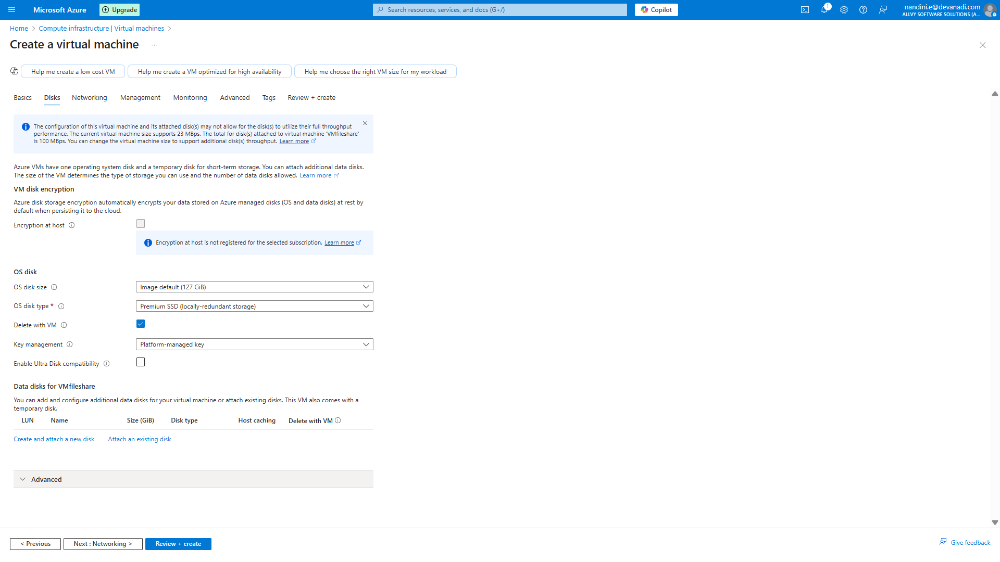 Microsoft Azure
Upgrade
Search resources, services, and docs (G+/)
Copilot
1
nandini.e@devanadi.com
ALLVY SOFTWARE SOLUTIONS (A...
Home
Compute infrastructure | Virtual machines
Create a virtual machine
...
Help me create a low cost VM
Help me create a VM optimized for high availability
Help me choose the right VM size for my workload
Basics
Disks
Networking
Management
Monitoring
Advanced
Tags
Review + create
The configuration of this virtual machine and its attached disk(s) may not allow for the disk(s) to utilize their full throughput
performance. The current virtual machine size supports 23 MBps. The total for disk(s) attached to virtual machine 'VMfileshare'
is 100 MBps. You can change the virtual machine size to support additional disk(s) throughput. Learn more
Azure VMs have one operating system disk and a temporary disk for short-term storage. You can attach additional data disks.
The size of the VM determines the type of storage you can use and the number of data disks allowed. Learn more
VM disk encryption
Azure disk storage encryption automatically encrypts your data stored on Azure managed disks (OS and data disks) at rest by
default when persisting it to the cloud.
Encryption at host
Encryption at host is not registered for the selected subscription. Learn more
OS disk
OS disk size
Image default (127 GiB)
OS disk type *
Premium SSD (locally-redundant storage)
Delete with VM
Key management
Platform-managed key
Enable Ultra Disk compatibility
Data disks for VMfileshare
You can add and configure additional data disks for your virtual machine or attach existing disks. This VM also comes with a
temporary disk.
LUN
Name
Size (GiB)
Disk type
Host caching
Delete with VM
Create and attach a new disk
Attach an existing disk
Advanced
< Previous
Next : Networking >
Review + create
Give feedback